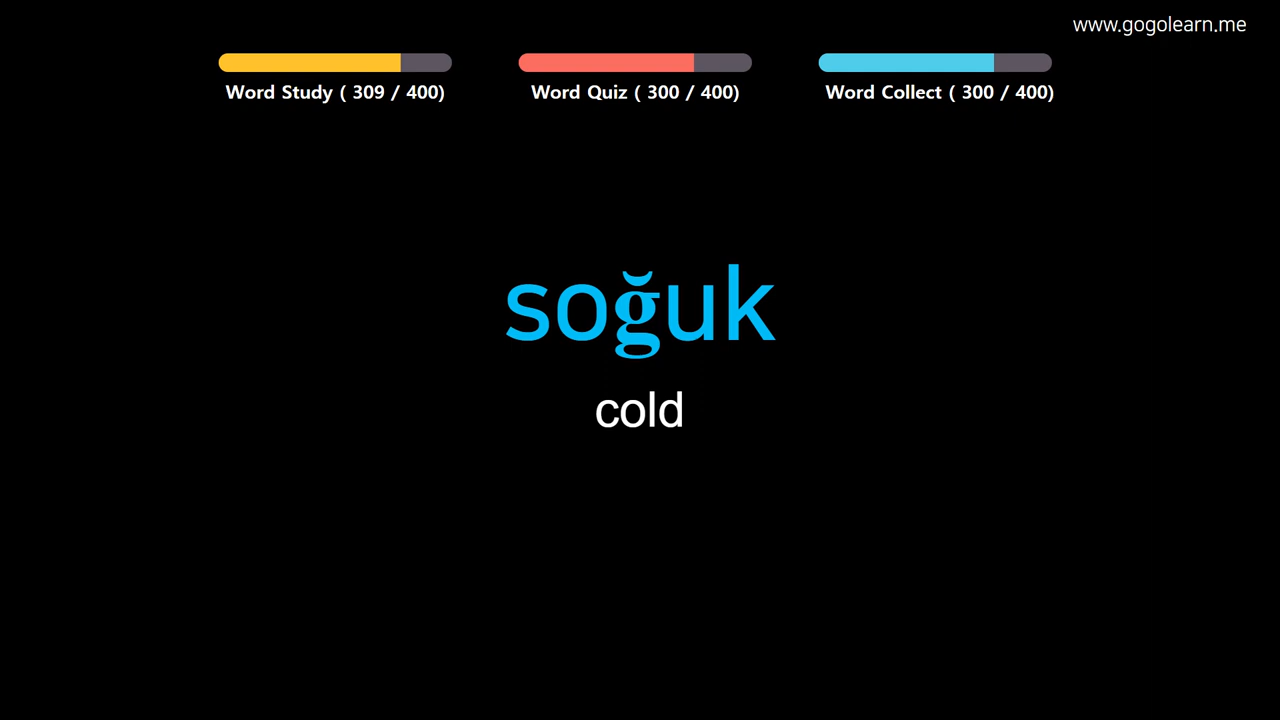 www.gogolearn.me
Word Study ( 309 / 400)
Word Quiz ( 300 / 400)
Word Collect ( 300 / 400)
soğuk
cold